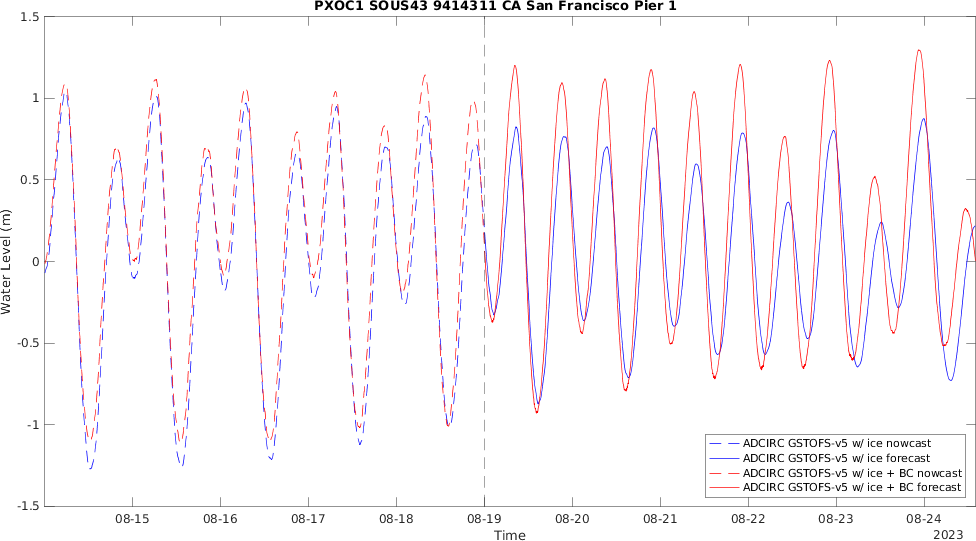 PXOC1 SOUS43 9414311 CA San Francisco Pier 1
1.5
1
0.5
0
-0.5
-1
-1.5
Water Level (m)
08-15 08-16 08-17 08-18 08-19 08-20 08-21 08-22 08-23 08-24
Time
2023
ADCIRC GSTOFS-v5 w/ ice nowcast
ADCIRC GSTOFS-v5 w/ ice forecast
ADCIRC GSTOFS-v5 w/ ice + BC nowcast
ADCIRC GSTOFS-v5 w/ ice + BC forecast